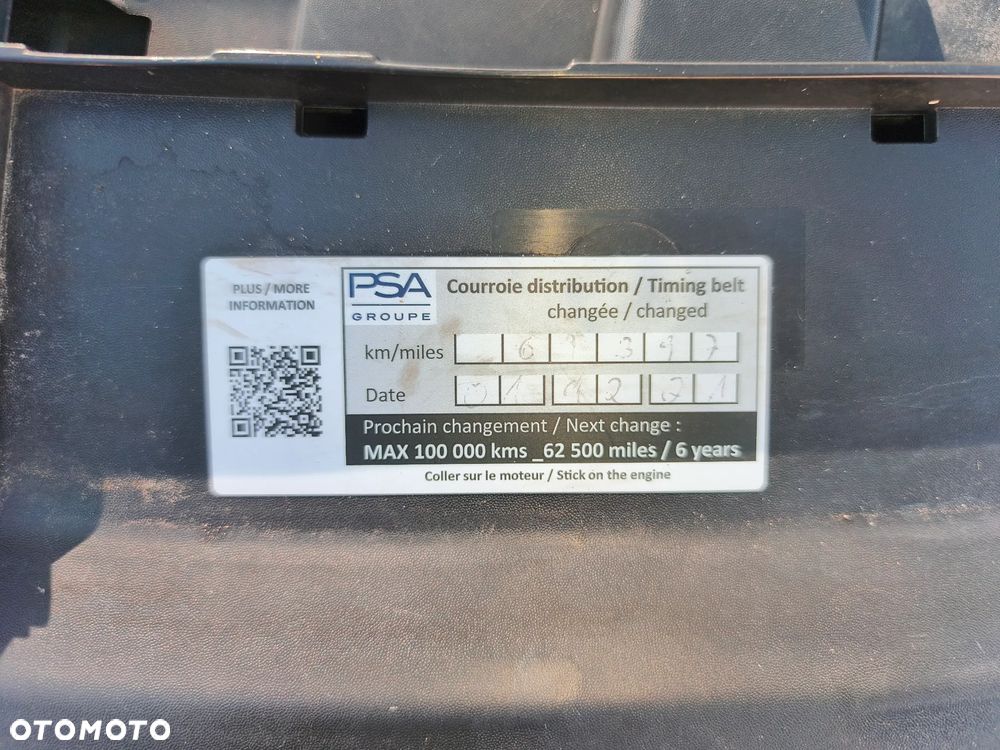 PLUS / MORE
INFORMATION
PSA
GROUPE
Courroie distribution / Timing belt
changée / changed
km/miles
Date
Prochain changement / Next change :
MAX 100 000 kms _62 500 miles / 6 years
Coller sur le moteur / Stick on the engine
OTOMOTO